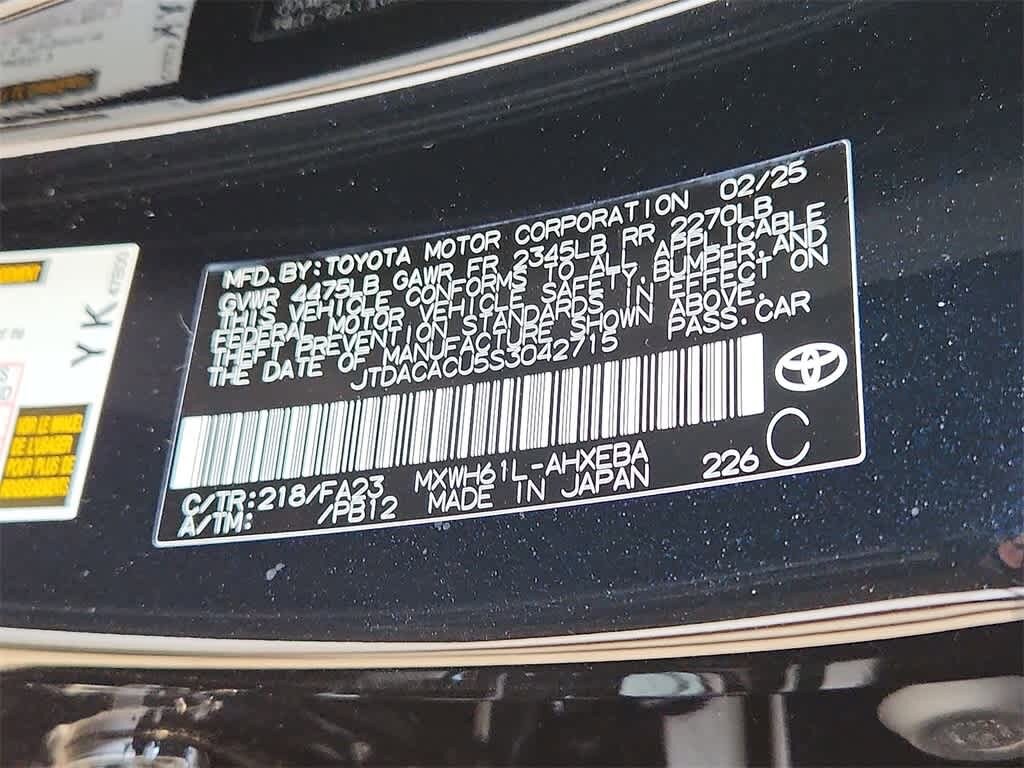 MFD.BY:TOYOTA MOTOR CORPORATION 02/25
GVWR 4475LB GAWR FR 2345LB RR 2270LB
THIS VEHICLE CONFORMS TO ALL APPLICABLE
FEDERAL MOTOR VEHICLE SAFETY,BUMPER,AND
THEFT PREVENTION STANDARDS IN EFFECT ON
THE DATE OF MANUFACTURE SHOWN ABOVE.
JTDACACU5S3042715 PASS.CAR
C/TR:218/FA23 MXWH61L-AHXEBA
A/TM: /PB12 MADE IN JAPAN 226 C
YK